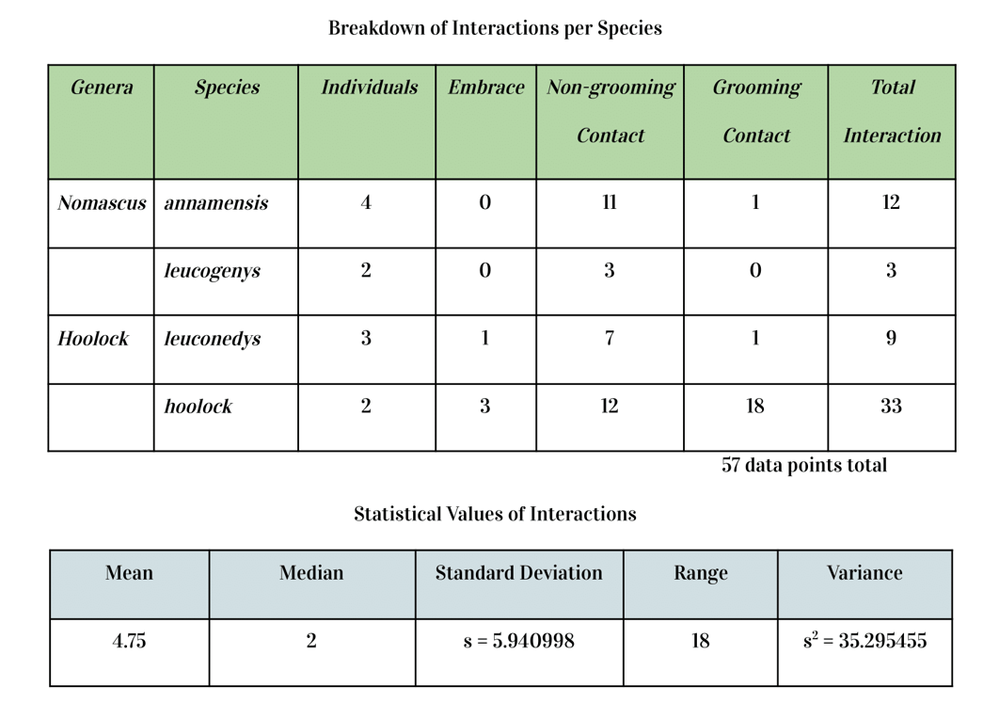 Breakdown of Interactions per Species
Genera Species Individuals Embrace Non-grooming Contact Grooming Contact Total Interaction
Nomascus annamensis 4 0 11 1 12
leucogenys 2 0 3 0 3
Hoolock leuconedys 3 1 7 1 9
hoolock 2 3 12 18 33
57 data points total
Statistical Values of Interactions
Mean Median Standard Deviation Range Variance
4.75 2 s = 5.940998 18 s² = 35.295455